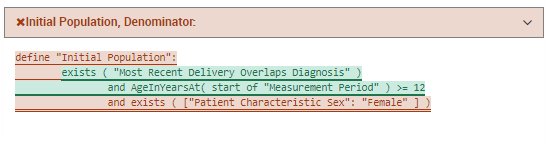 ×Initial Population, Denominator:
define "Initial Population":
exists ( "Most Recent Delivery Overlaps Diagnosis" )
and AgeInYearsAt( start of "Measurement Period" ) >= 12
and exists ( ["Patient Characteristic Sex": "Female" ] )